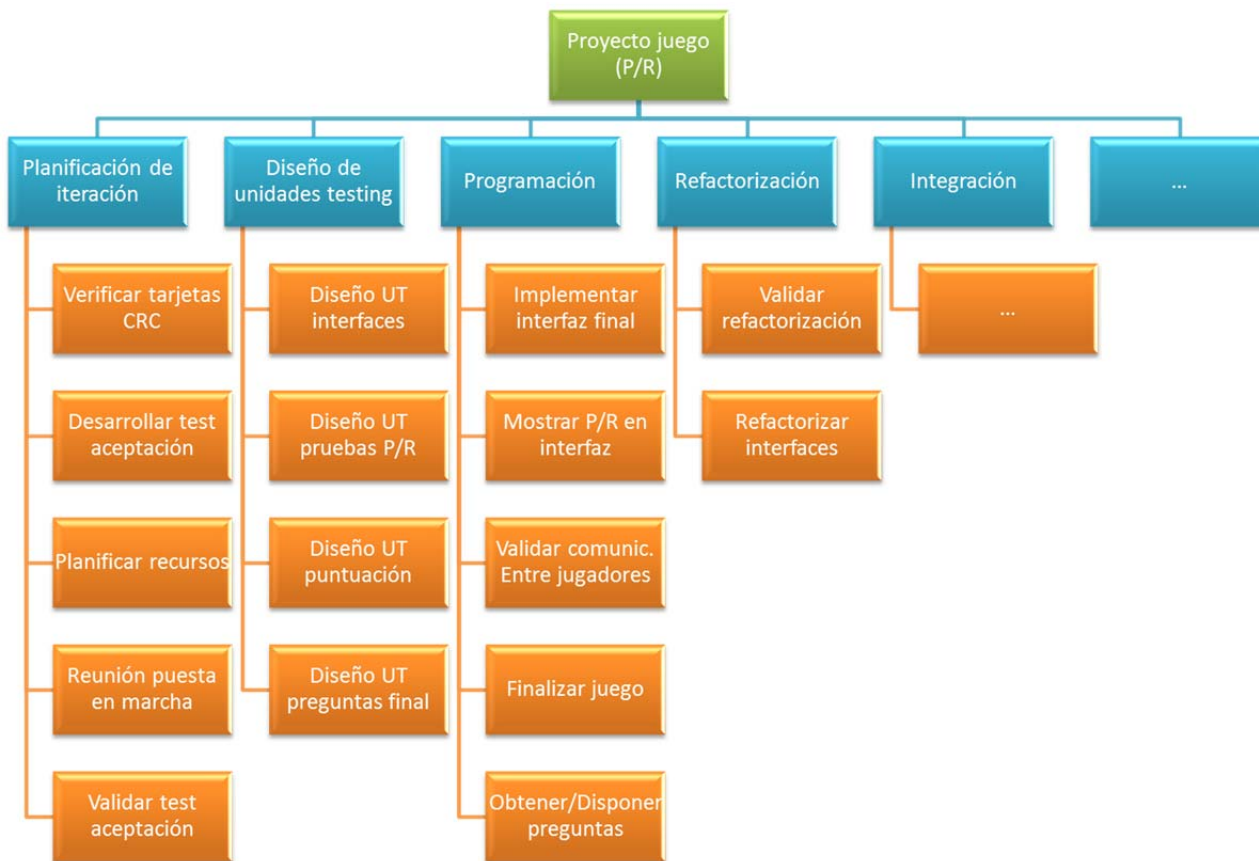 Proyecto juego
(P/R)
Planificación de
iteración
Diseño de
unidades testing
Programación
Refactorización
Integración
...
Verificar tarjetas
CRC
Desarrollar test
aceptación
Planificar recursos
Reunión puesta
en marcha
Validar test
aceptación
Diseño UT
interfaces
Diseño UT
pruebas P/R
Diseño UT
puntuación
Diseño UT
preguntas final
Implementar
interfaz final
Mostrar P/R en
interfaz
Validar comunic.
Entre jugadores
Finalizar juego
Obtener/Disponer
preguntas
Validar
refactorización
Refactorizar
interfaces
...